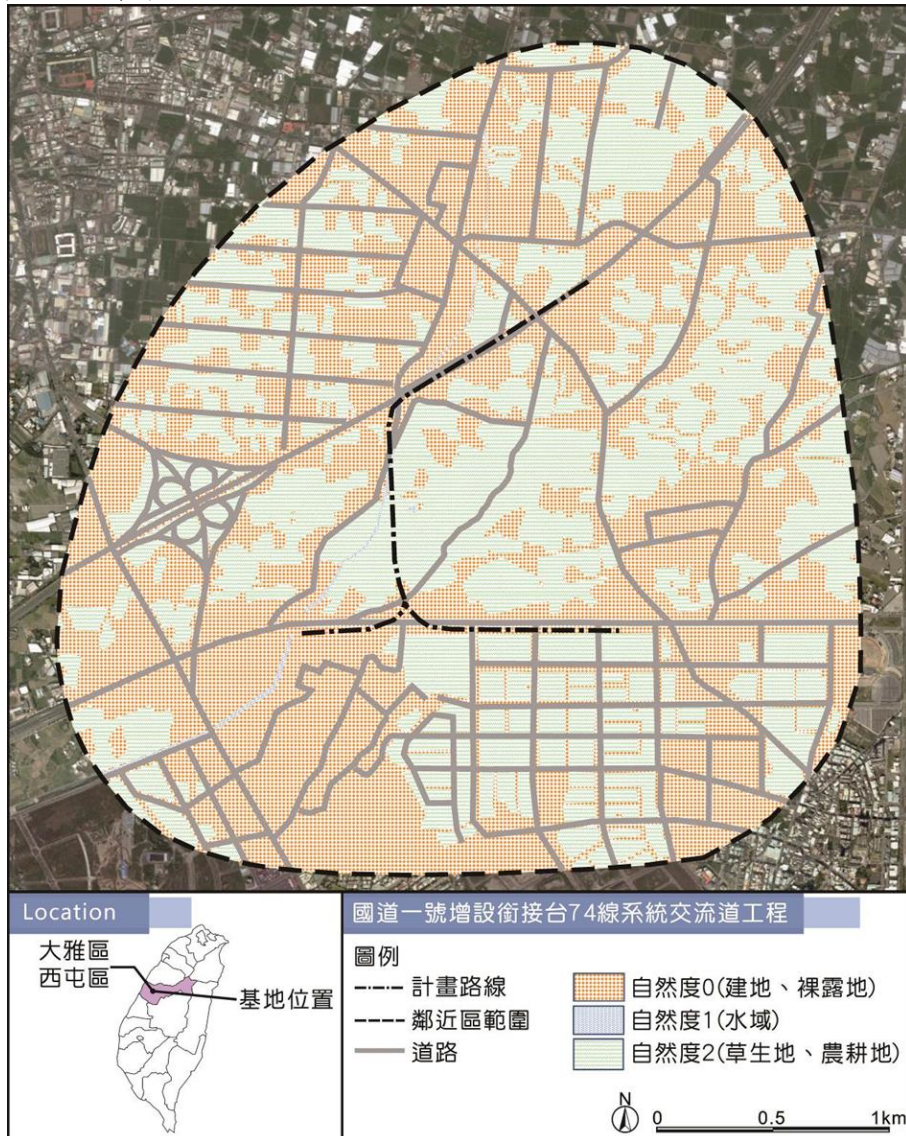 Location
大雅區
西屯區
基地位置
國道一號增設銜接台74線系統交流道工程
圖例
計畫路線
鄰近區範圍
道路
自然度0(建地、裸露地)
自然度1(水域)
自然度2(草生地、農耕地)
N
0 0.5 1km